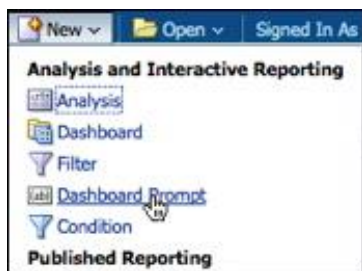 New Open Signed In As
Analysis and Interactive Reporting
Analysis
Dashboard
Filter
Dashboard Prompt
Condition
Published Reporting